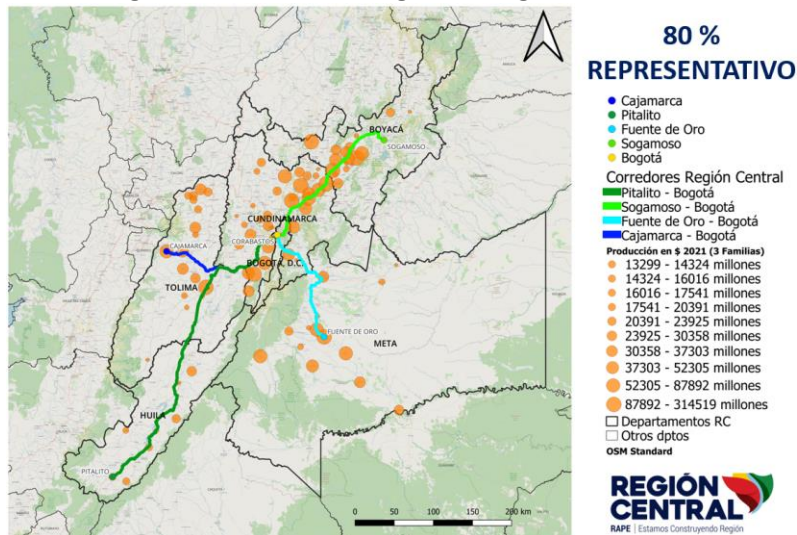 80 %
REPRESENTATIVO
Cajamarca
Pitalito
Fuente de Oro
Sogamoso
Bogotá
Corredores Región Central
Pitalito - Bogotá
Sogamoso - Bogotá
Fuente de Oro - Bogotá
Cajamarca - Bogotá
Producción en $ 2021 (3 Familias)
13299 - 14324 millones
14324 - 16016 millones
16016 - 17541 millones
17541 - 20391 millones
20391 - 23925 millones
23925 - 30358 millones
30358 - 37303 millones
37303 - 52305 millones
52305 - 87892 millones
87892 - 314519 millones
Departamentos RC
Otros dptos
OSM Standard
REGIÓN
CENTRAL
RAPE | Estamos Construyendo Región
BOYACÁ
SOGAMOSO
CUNDINAMARCA
CORABASTOS
CAJAMARCA
BOGOTÁ, D.C.
TOLIMA
FUENTE DE ORO
META
HUILA
PITALITO
0 50 100 150 200 km